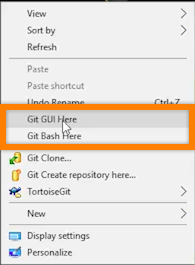 View
Sort by
Refresh
Paste
Paste shortcut
Undo Rename Ctrl+Z
Git GUI Here
Git Bash Here
Git Clone...
Git Create repository here...
TortoiseGit
New
Display settings
Personalize